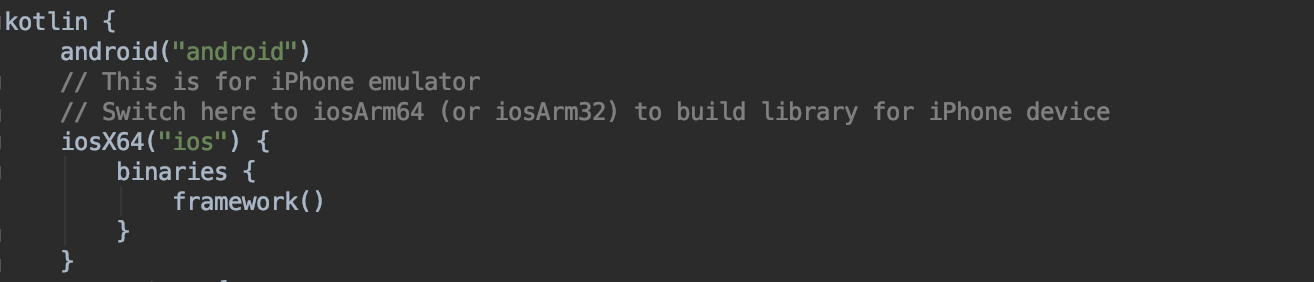 kotlin {
    android("android")
    // This is for iPhone emulator
    // Switch here to iosArm64 (or iosArm32) to build library for iPhone device
    iosX64("ios") {
        binaries {
            framework()
        }
    }